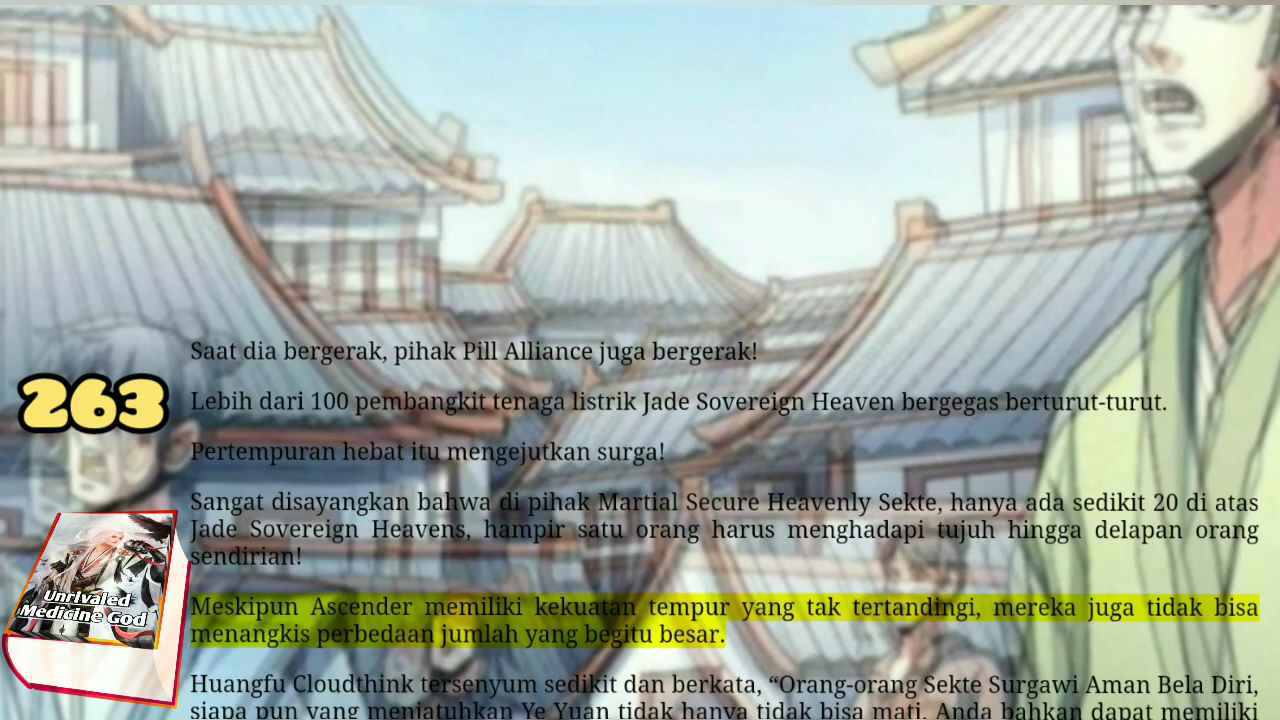 Saat dia bergerak, pihak Pill Alliance juga bergerak!
263
Lebih dari 100 pembangkit tenaga listrik Jade Sovereign Heaven bergegas berturut-turut.
Pertempuran hebat itu mengejutkan surga!
Sangat disayangkan bahwa di pihak Martial Secure Heavenly Sekte, hanya ada sedikit 20 di atas
Jade Sovereign Heavens, hampir satu orang harus menghadapi tujuh hingga delapan orang
sendirian!
Unrivaled
Medicine God
Meskipun Ascender memiliki kekuatan tempur yang tak tertandingi, mereka juga tidak bisa
menangkis perbedaan jumlah yang begitu besar.
Huangfu Cloudthink tersenyum sedikit dan berkata, “Orang-orang Sekte Surgawi Aman Bela Diri,
siapa pun yang menjatuhkan Ye Yuan tidak hanya tidak bisa mati, Anda bahkan dapat memiliki